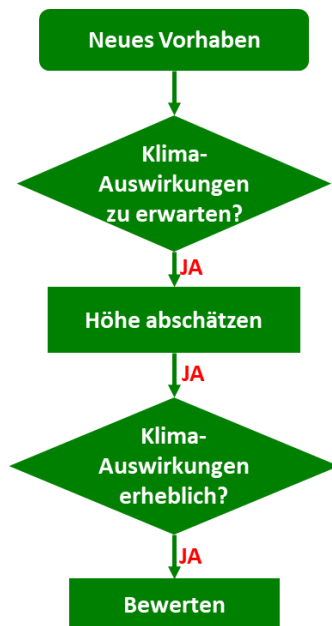 Neues Vorhaben
Klima-
Auswirkungen
zu erwarten?
JA
Höhe abschätzen
JA
Klima-
Auswirkungen
erheblich?
JA
Bewerten